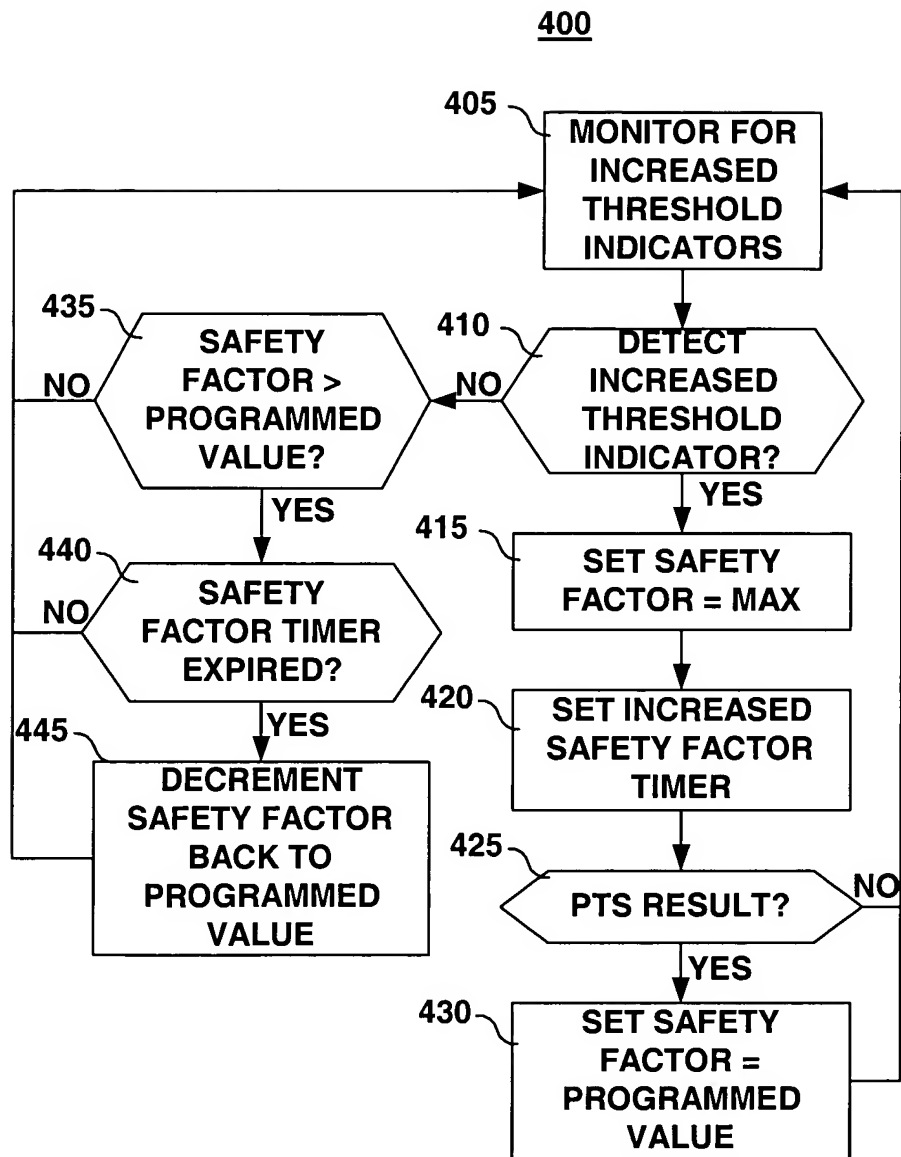 400
405
MONITOR FOR
INCREASED
THRESHOLD
INDICATORS
410
DETECT
INCREASED
THRESHOLD
INDICATOR?
NO
YES
435
SAFETY
FACTOR >
PROGRAMMED
VALUE?
NO
YES
415
SET SAFETY
FACTOR = MAX
440
SAFETY
FACTOR TIMER
EXPIRED?
NO
YES
420
SET INCREASED
SAFETY FACTOR
TIMER
445
DECREMENT
SAFETY FACTOR
BACK TO
PROGRAMMED
VALUE
425
PTS RESULT?
NO
YES
430
SET SAFETY
FACTOR =
PROGRAMMED
VALUE